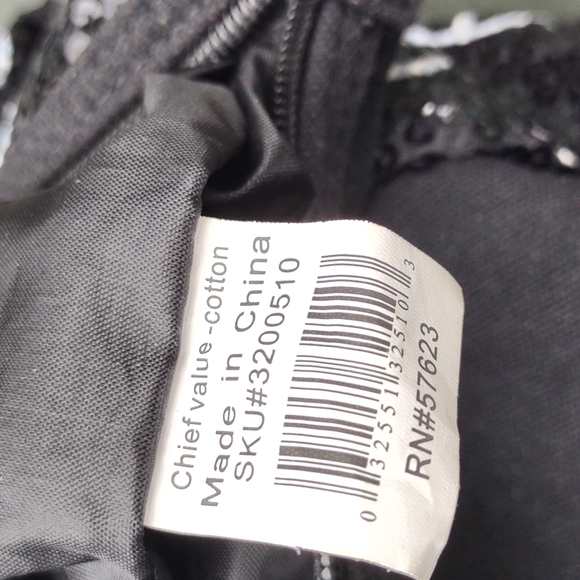 Chief value -cotton
Made in China
SKU#3200510
0 32551 32510 3
RN#57623